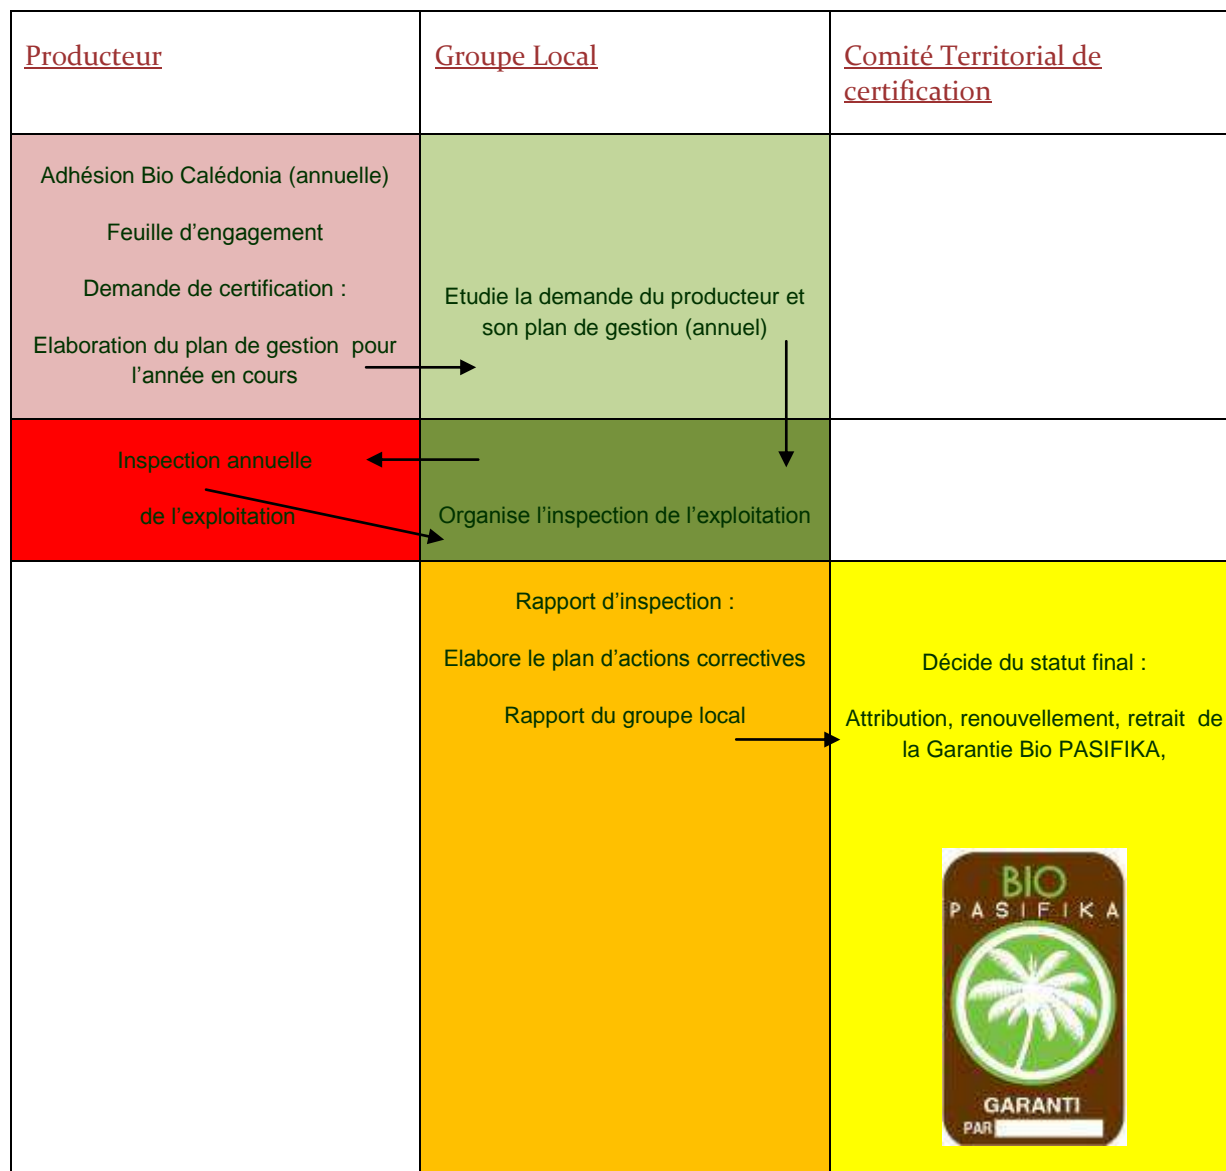 Producteur
Groupe Local
Comité Territorial de
certification
Adhésion Bio Calédonia (annuelle)
Feuille d’engagement
Demande de certification :
Elaboration du plan de gestion pour
l’année en cours
Etudie la demande du producteur et
son plan de gestion (annuel)
Inspection annuelle
de l’exploitation
Organise l’inspection de l’exploitation
Rapport d’inspection :
Elabore le plan d’actions correctives
Rapport du groupe local
Décide du statut final :
Attribution, renouvellement, retrait de
la Garantie Bio PASIFIKA,
BIO
PASIFIKA
GARANTI
PAR